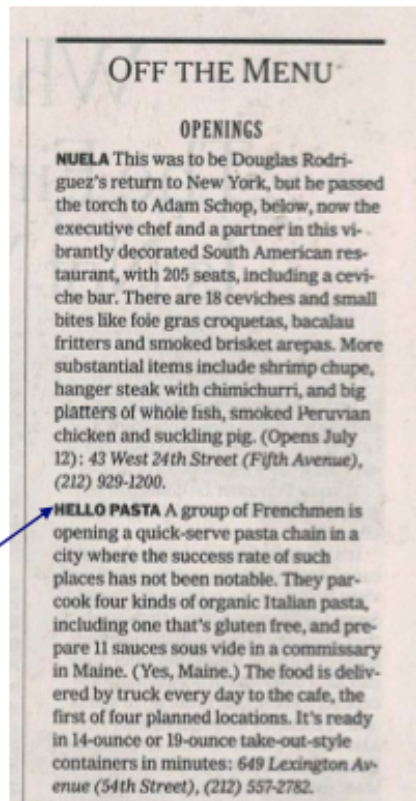 OFF THE MENU
OPENINGS
NUELA This was to be Douglas Rodri-
guez's return to New York, but he passed
the torch to Adam Schop, below, now the
executive chef and a partner in this vi-
brantly decorated South American res-
taurant, with 205 seats, including a cevi-
che bar. There are 18 ceviches and small
bites like foie gras croquetas, bacalau
fritters and smoked brisket arepas. More
substantial items include shrimp chupe,
hanger steak with chimichurri, and big
platters of whole fish, smoked Peruvian
chicken and suckling pig. (Opens July
12): 43 West 24th Street (Fifth Avenue),
(212) 929-1200.
HELLO PASTA A group of Frenchmen is
opening a quick-serve pasta chain in a
city where the success rate of such
places has not been notable. They par-
cook four kinds of organic Italian pasta,
including one that's gluten free, and pre-
pare 11 sauces sous vide in a commissary
in Maine. (Yes, Maine.) The food is deliv-
ered by truck every day to the cafe, the
first of four planned locations. It's ready
in 14-ounce or 19-ounce take-out-style
containers in minutes: 649 Lexington Av-
enue (54th Street), (212) 557-2782.